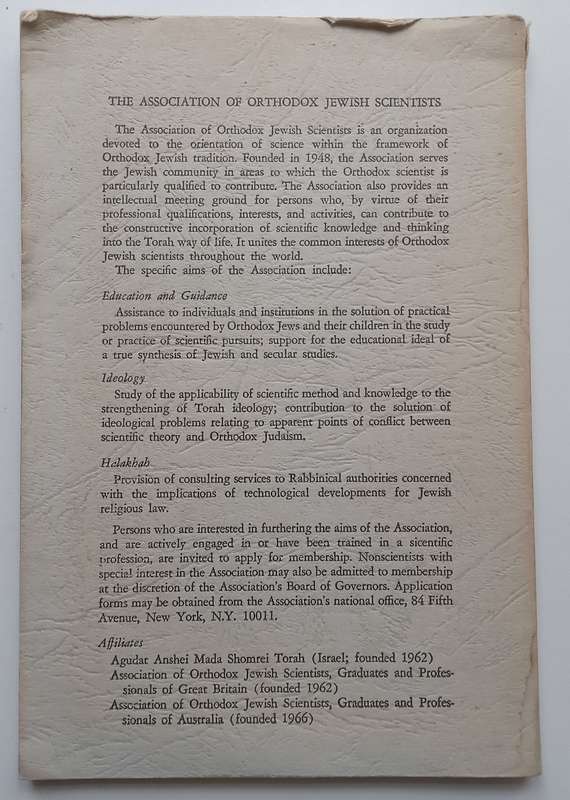 THE ASSOCIATION OF ORTHODOX JEWISH SCIENTISTS
The Association of Orthodox Jewish Scientists is an organization
devoted to the orientation of science within the framework of
Orthodox Jewish tradition. Founded in 1948, the Association serves
the Jewish community in areas to which the Orthodox scientist is
particularly qualified to contribute. The Association also provides an
intellectual meeting ground for persons who, by virtue of their
professional qualifications, interests, and activities, can contribute to
the constructive incorporation of scientific knowledge and thinking
into the Torah way of life. It unites the common interests of Orthodox
Jewish scientists throughout the world.
The specific aims of the Association include:
Education and Guidance
Assistance to individuals and institutions in the solution of practical
problems encountered by Orthodox Jews and their children in the study
or practice of scientific pursuits; support for the educational ideal of
a true synthesis of Jewish and secular studies.
Ideology
Study of the applicability of scientific method and knowledge to the
strengthening of Torah ideology; contribution to the solution of
ideological problems relating to apparent points of conflict between
scientific theory and Orthodox Judaism.
Halakhah
Provision of consulting services to Rabbinical authorities concerned
with the implications of technological developments for Jewish
religious law.
Persons who are interested in furthering the aims of the Association,
and are actively engaged in or have been trained in a sicentific
profession, are invited to apply for membership. Nonscientists with
special interest in the Association may also be admitted to membership
at the discretion of the Association's Board of Governors. Application
forms may be obtained from the Association's national office, 84 Fifth
Avenue, New York, N.Y. 10011.
Affiliates
Agudat Anshei Mada Shomrei Torah (Israel; founded 1962)
Association of Orthodox Jewish Scientists, Graduates and Profes-
sionals of Great Britain (founded 1962)
Association of Orthodox Jewish Scientists, Graduates and Profes-
sionals of Australia (founded 1966)